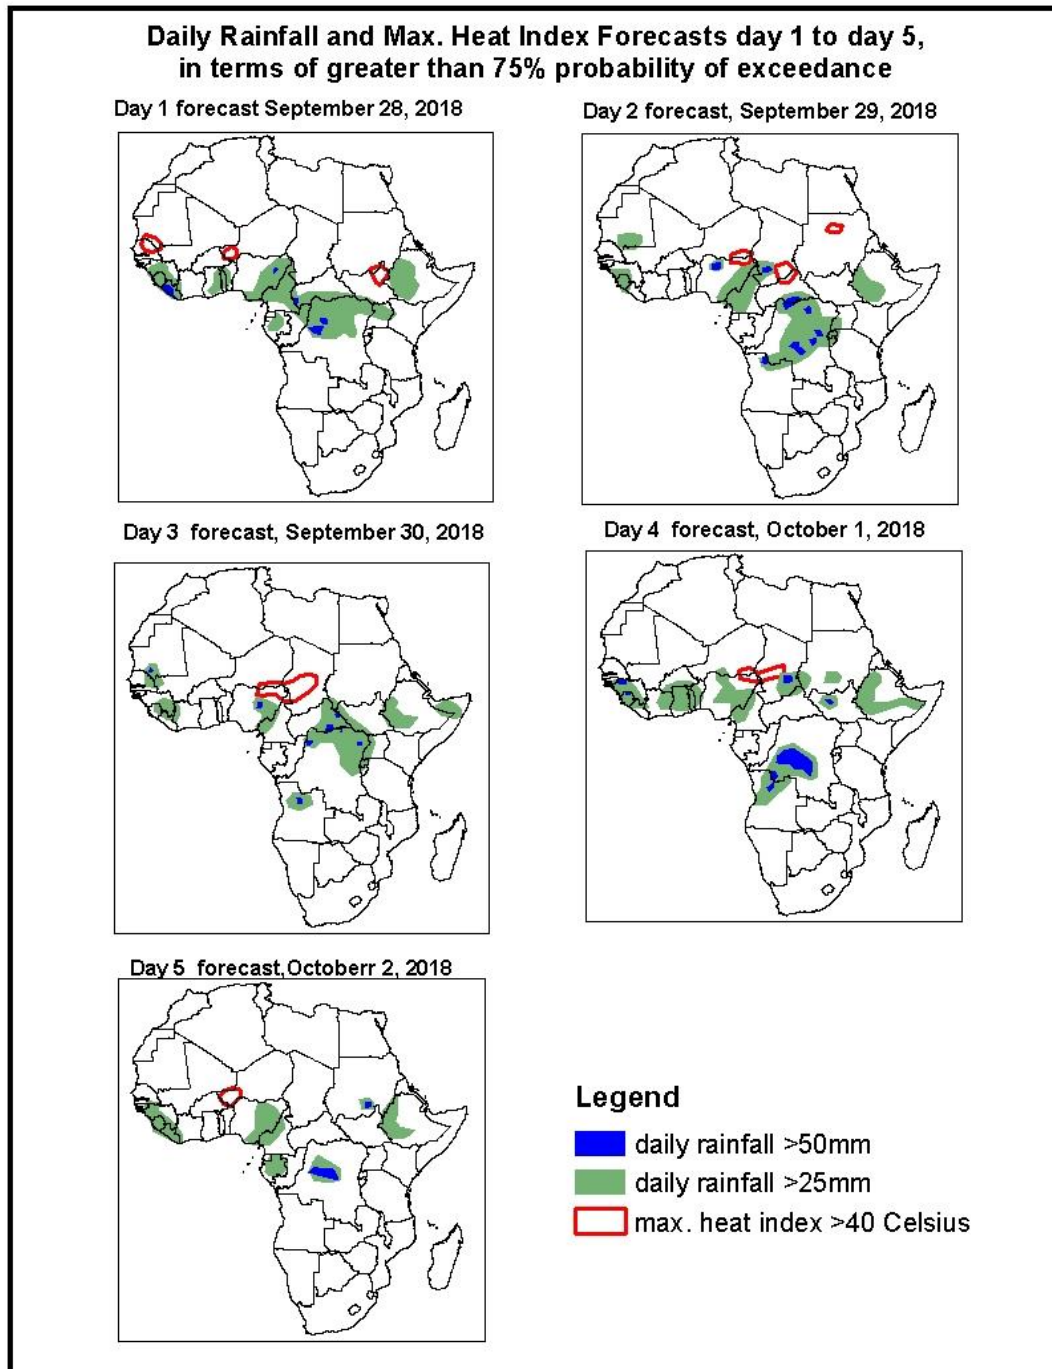 Daily Rainfall and Max. Heat Index Forecasts day 1 to day 5,
in terms of greater than 75% probability of exceedance
Day 1 forecast September 28, 2018
Day 2 forecast, September 29, 2018
Day 3 forecast, September 30, 2018
Day 4 forecast, October 1, 2018
Day 5 forecast,Octoberr 2, 2018
Legend
daily rainfall >50mm
daily rainfall >25mm
max. heat index >40 Celsius